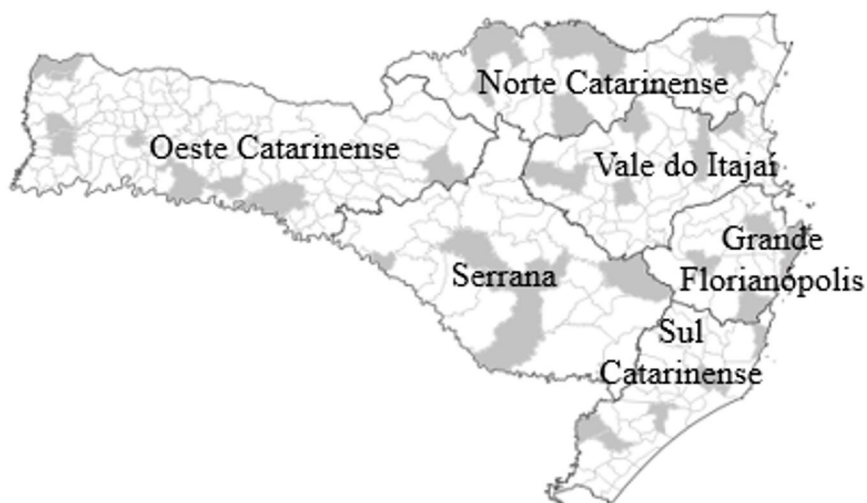 Norte Catarinense
Oeste Catarinense
Vale do Itajaí
Grande
Florianópolis
Serrana
Sul
Catarinense